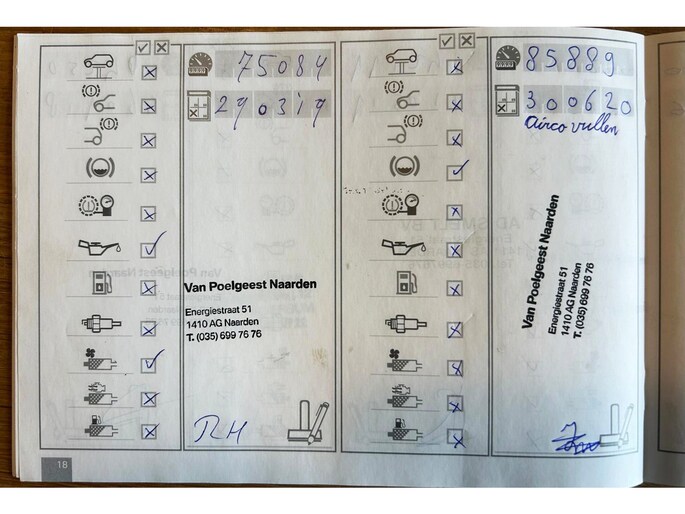 75084
290319
Van Poelgeest Naarden
Energiestraat 51
1410 AG Naarden
T. (035) 699 76 76
RH
85889
300620
airco vullen
Van Poelgeest Naarden
Energiestraat 51
1410 AG Naarden
T. (035) 699 76 76
18